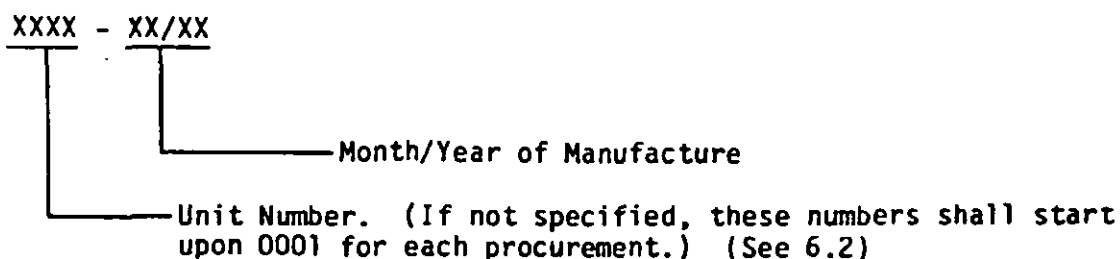 XXXX - XX/XX
Month/Year of Manufacture
Unit Number. (If not specified, these numbers shall start
upon 0001 for each procurement.) (See 6.2)